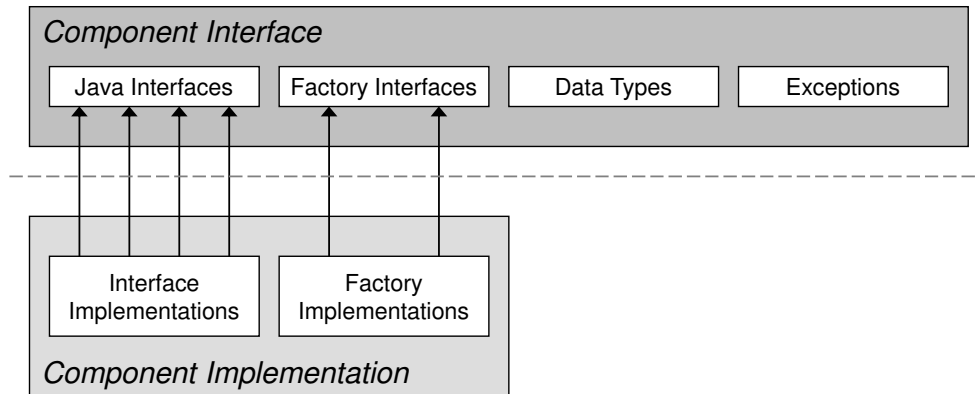 Component Interface
Java Interfaces
Factory Interfaces
Data Types
Exceptions
Interface
Implementations
Factory
Implementations
Component Implementation